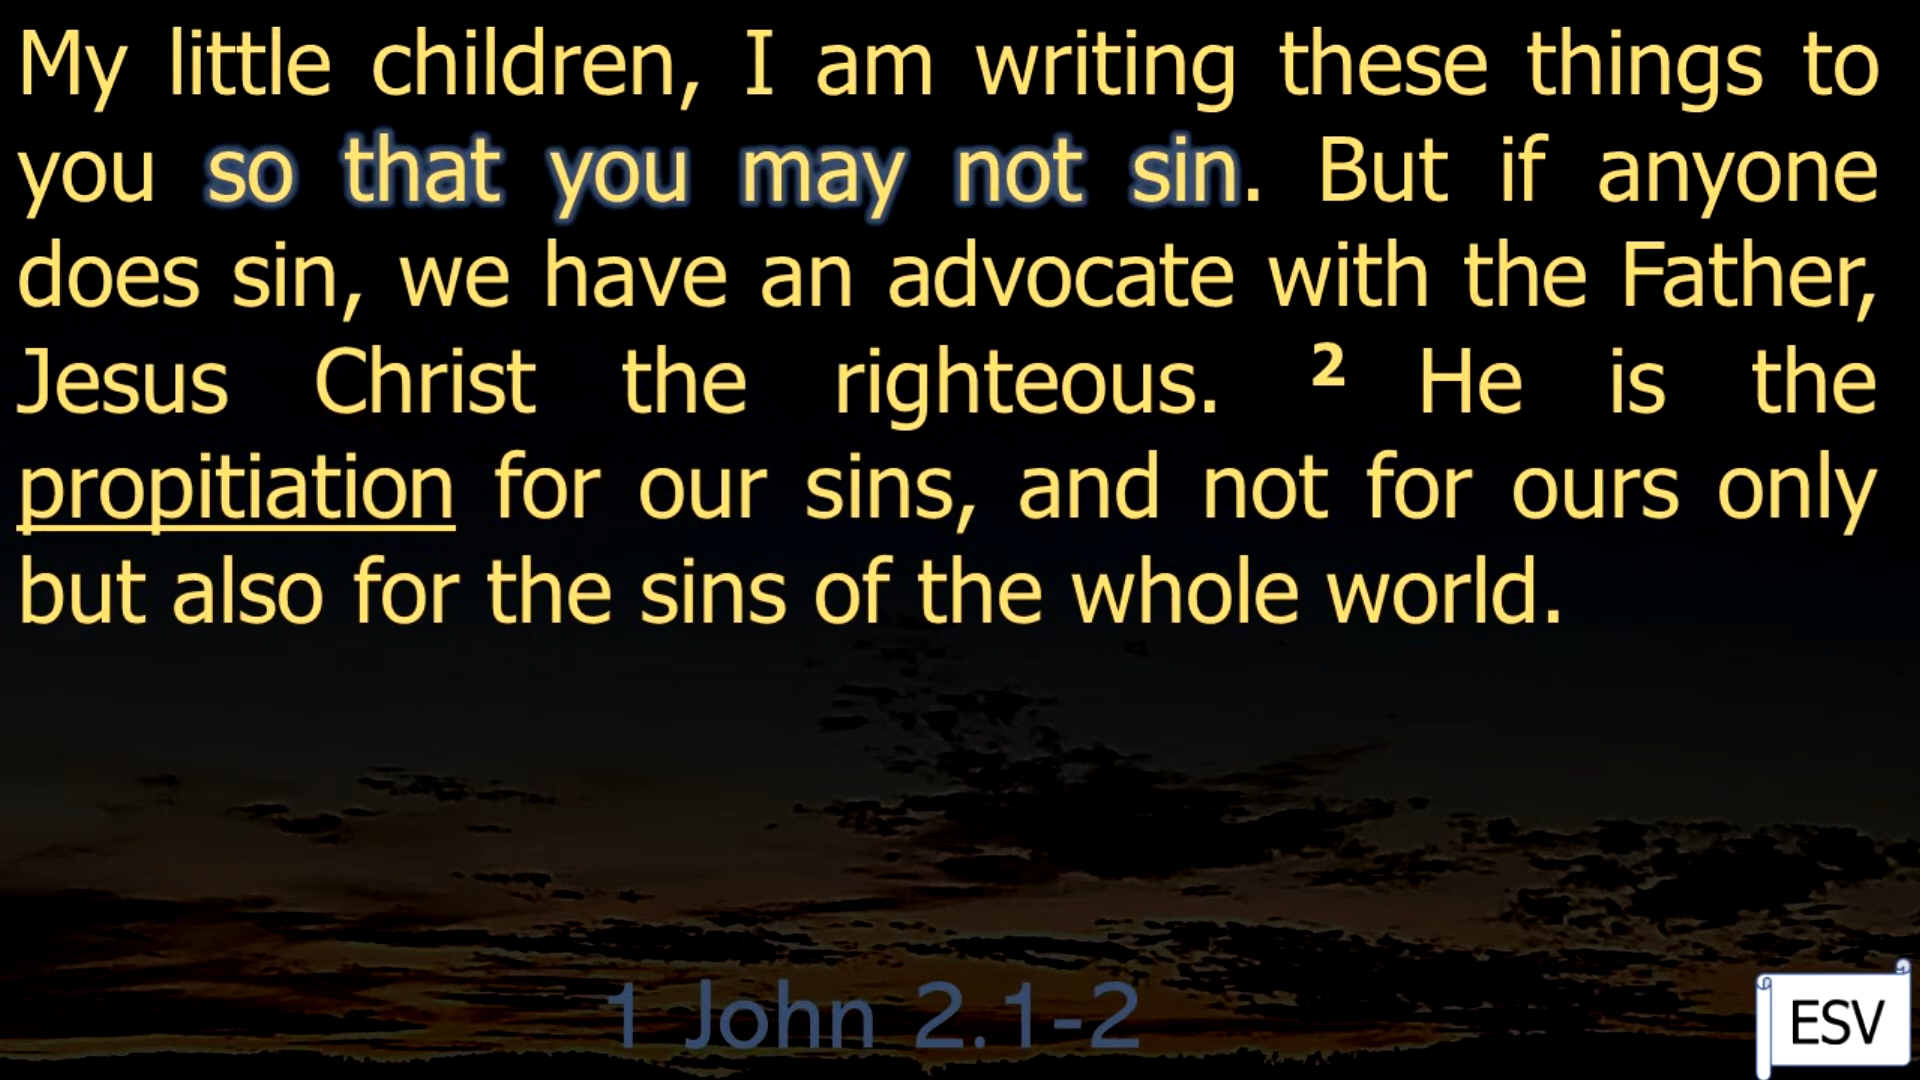 My little children, I am writing these things to
you so that you may not sin. But if anyone
does sin, we have an advocate with the Father,
Jesus Christ the righteous. ² He is the
propitiation for our sins, and not for ours only
but also for the sins of the whole world.
1 John 2.1-2
ESV